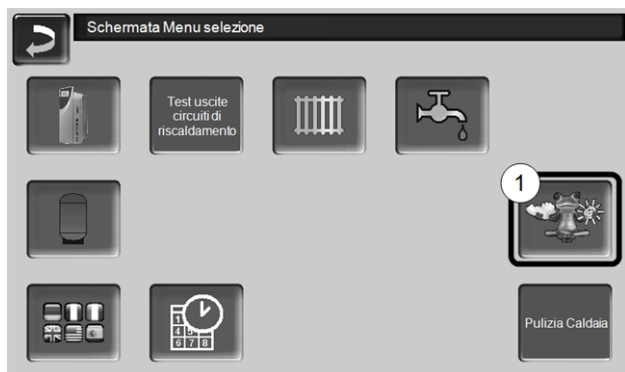 Schermata Menu selezione
Test uscite
circuiti di
riscaldamento
1
Pulizia Caldaia